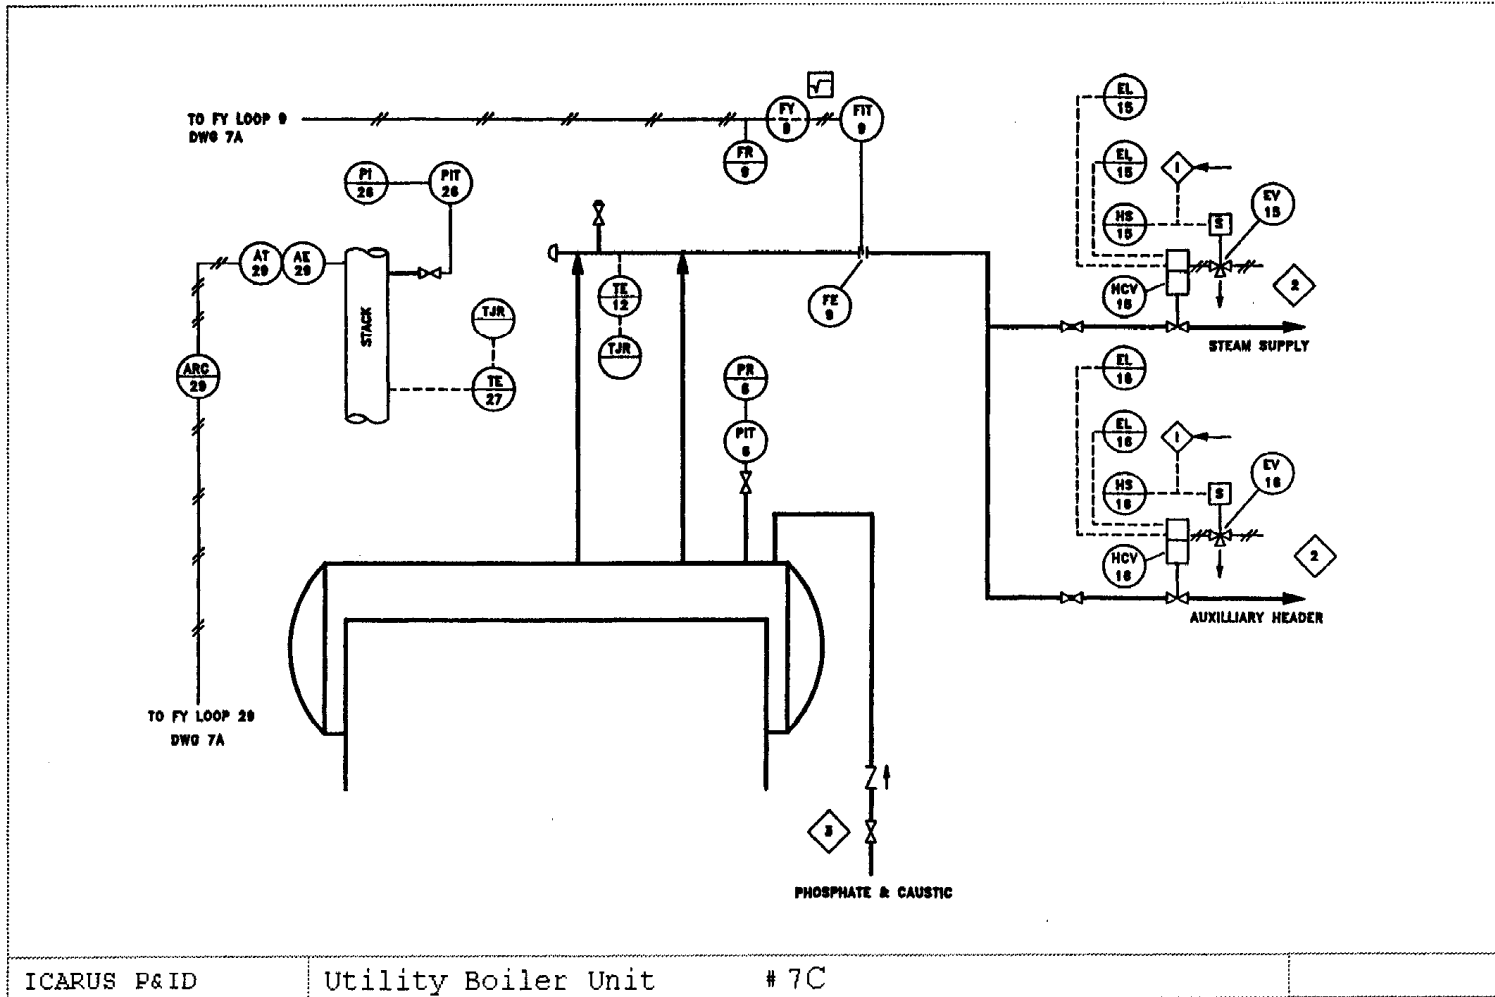 EL
15
√
TO FY LOOP 9
DWG 7A
FY
9
FIT
9
FR
9
EL
15
I
PI
26
PIT
26
EV
15
HS
15
S
AT
29
AE
29
TE
12
HCV
15
2
FE
9
TJR
STACK
STEAM SUPPLY
TJR
EL
16
ARC
29
TE
27
PR
6
EL
16
I
PIT
6
EV
16
HS
16
S
HCV
16
2
AUXILLIARY HEADER
TO FY LOOP 29
DWG 7A
3
PHOSPHATE & CAUSTIC
ICARUS P&ID
Utility Boiler Unit # 7C